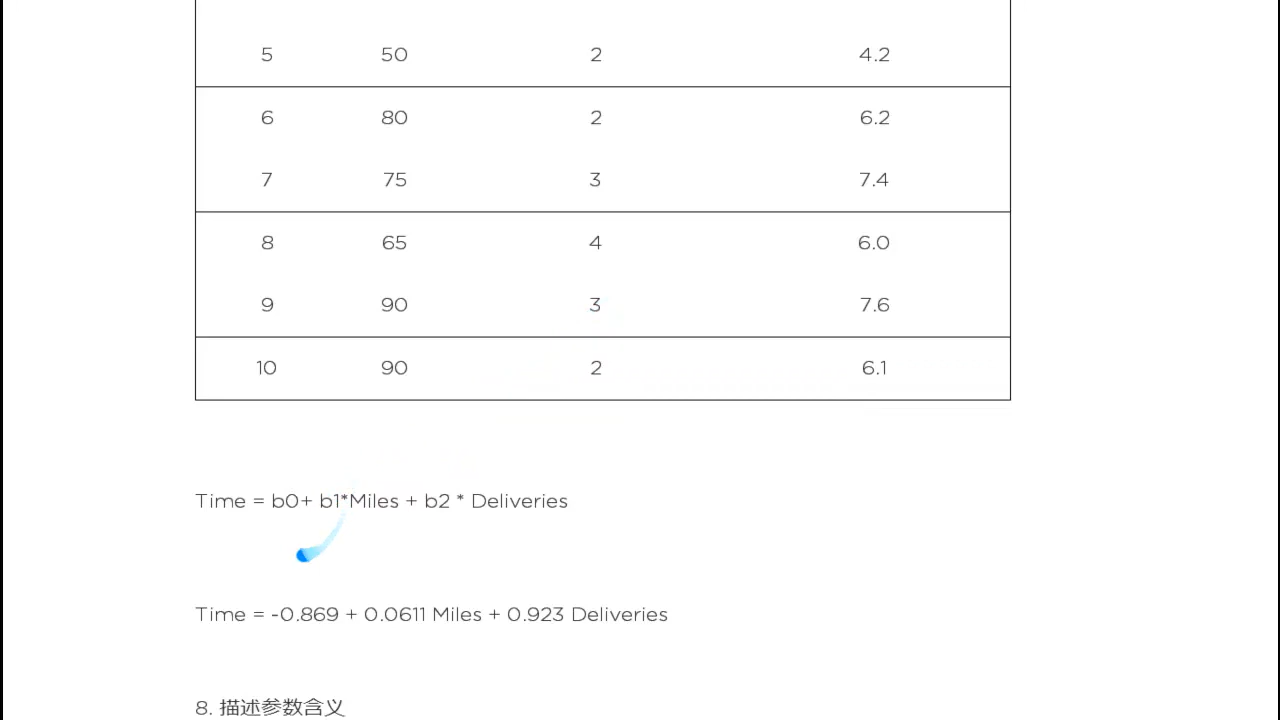 5 50 2 4.2
6 80 2 6.2
7 75 3 7.4
8 65 4 6.0
9 90 3 7.6
10 90 2 6.1
Time = b0+ b1*Miles + b2 * Deliveries
Time = -0.869 + 0.0611 Miles + 0.923 Deliveries
8. 描述参数含义